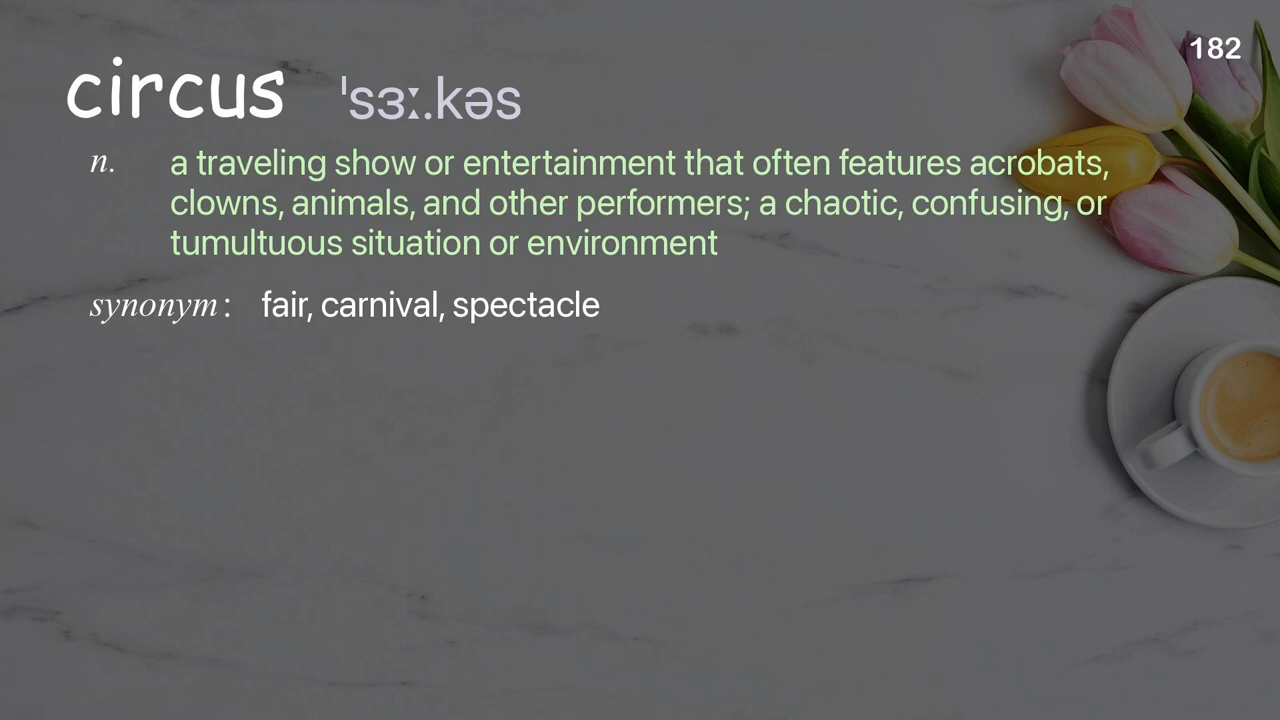 182
circus ˈsɜː.kəs
n. a traveling show or entertainment that often features acrobats,
clowns, animals, and other performers; a chaotic, confusing, or
tumultuous situation or environment
synonym: fair, carnival, spectacle